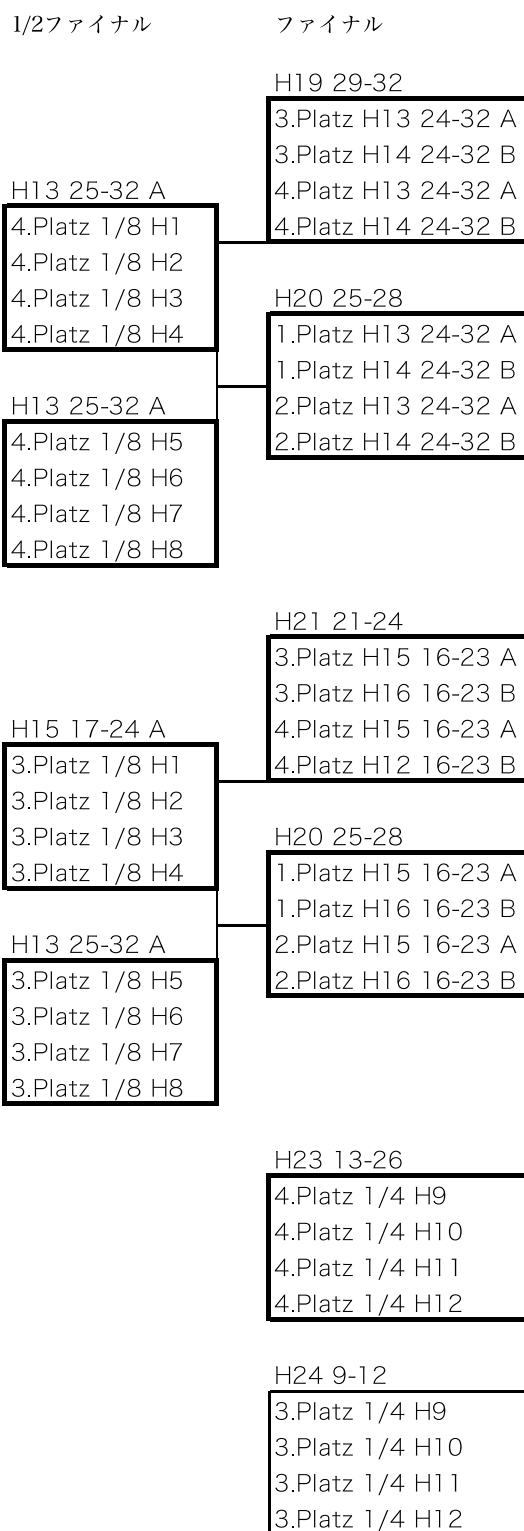 1/2ファイナル
H13 25-32 A
4.Platz 1/8 H1
4.Platz 1/8 H2
4.Platz 1/8 H3
4.Platz 1/8 H4
H13 25-32 A
4.Platz 1/8 H5
4.Platz 1/8 H6
4.Platz 1/8 H7
4.Platz 1/8 H8
H15 17-24 A
3.Platz 1/8 H1
3.Platz 1/8 H2
3.Platz 1/8 H3
3.Platz 1/8 H4
H13 25-32 A
3.Platz 1/8 H5
3.Platz 1/8 H6
3.Platz 1/8 H7
3.Platz 1/8 H8
ファイナル
H19 29-32
3.Platz H13 24-32 A
3.Platz H14 24-32 B
4.Platz H13 24-32 A
4.Platz H14 24-32 B
H20 25-28
1.Platz H13 24-32 A
1.Platz H14 24-32 B
2.Platz H13 24-32 A
2.Platz H14 24-32 B
H21 21-24
3.Platz H15 16-23 A
3.Platz H16 16-23 B
4.Platz H15 16-23 A
4.Platz H12 16-23 B
H20 25-28
1.Platz H15 16-23 A
1.Platz H16 16-23 B
2.Platz H15 16-23 A
2.Platz H16 16-23 B
H23 13-26
4.Platz 1/4 H9
4.Platz 1/4 H10
4.Platz 1/4 H11
4.Platz 1/4 H12
H24 9-12
3.Platz 1/4 H9
3.Platz 1/4 H10
3.Platz 1/4 H11
3.Platz 1/4 H12